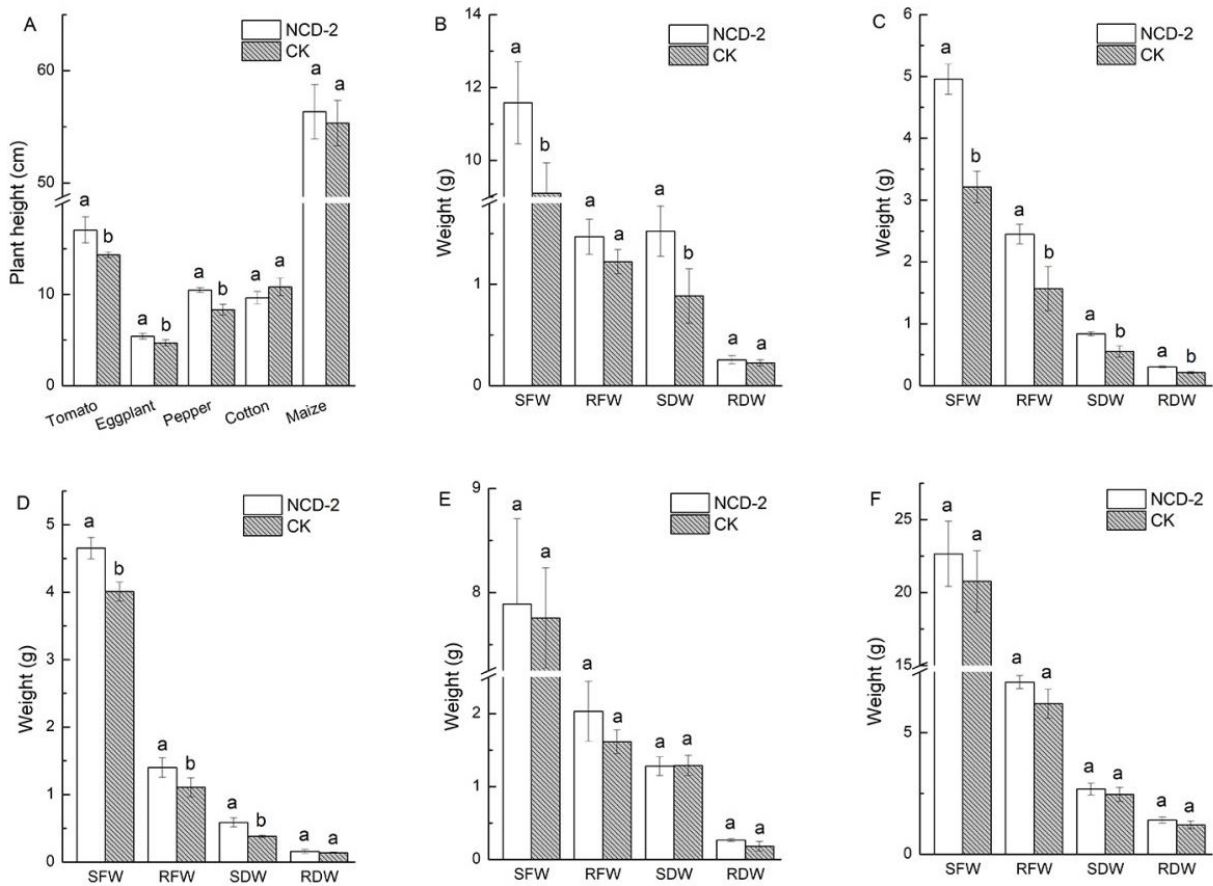 A
NCD-2
CK
Plant height (cm)
60
50
10
0
a
b
a
b
a
b
a
a
a
a
Tomato
Eggplant
Pepper
Cotton
Maize
B
NCD-2
CK
Weight (g)
14
12
10
1
0
a
b
a
a
a
b
a
a
SFW
RFW
SDW
RDW
C
NCD-2
CK
Weight (g)
6
5
4
3
2
1
0
a
b
a
b
a
b
a
b
SFW
RFW
SDW
RDW
D
NCD-2
CK
Weight (g)
5
4
3
2
1
0
a
b
a
b
a
b
a
a
SFW
RFW
SDW
RDW
E
NCD-2
CK
Weight (g)
9
8
2
1
0
a
a
a
a
a
a
a
a
SFW
RFW
SDW
RDW
F
NCD-2
CK
Weight (g)
25
20
15
5
0
a
a
a
a
a
a
a
a
SFW
RFW
SDW
RDW